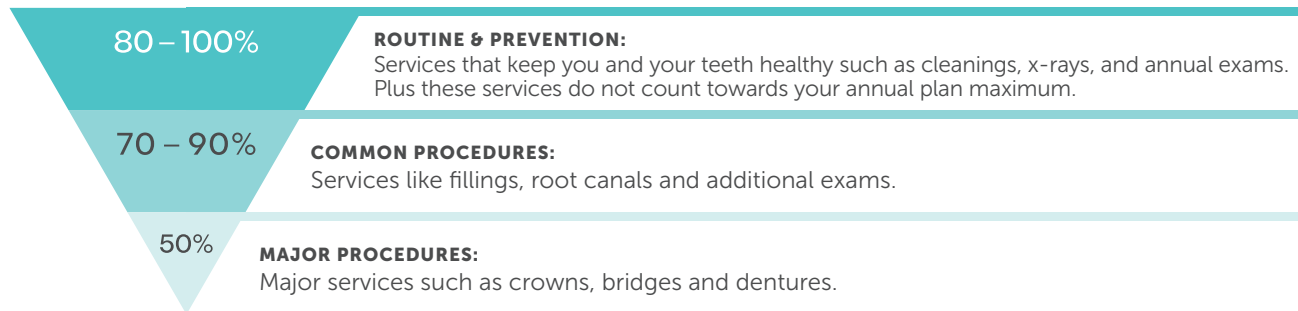 80 – 100%
ROUTINE & PREVENTION:
Services that keep you and your teeth healthy such as cleanings, x-rays, and annual exams.
Plus these services do not count towards your annual plan maximum.
70 – 90%
COMMON PROCEDURES:
Services like fillings, root canals and additional exams.
50%
MAJOR PROCEDURES:
Major services such as crowns, bridges and dentures.